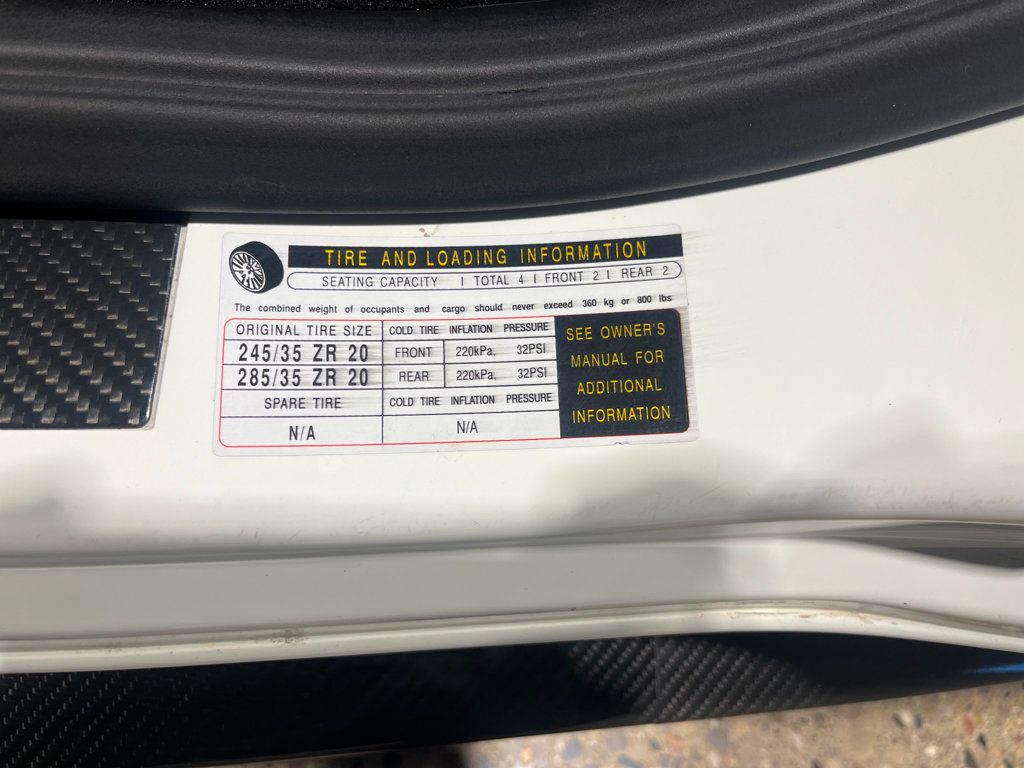 TIRE AND LOADING INFORMATION
SEATING CAPACITY | TOTAL 4 | FRONT 2 | REAR 2
The combined weight of occupants and cargo should never exceed 360 kg or 800 lbs
ORIGINAL TIRE SIZE COLD TIRE INFLATION PRESSURE
245/35 ZR 20 FRONT 220kPa, 32PSI
285/35 ZR 20 REAR 220kPa, 32PSI
SPARE TIRE COLD TIRE INFLATION PRESSURE
N/A N/A
SEE OWNER'S
MANUAL FOR
ADDITIONAL
INFORMATION